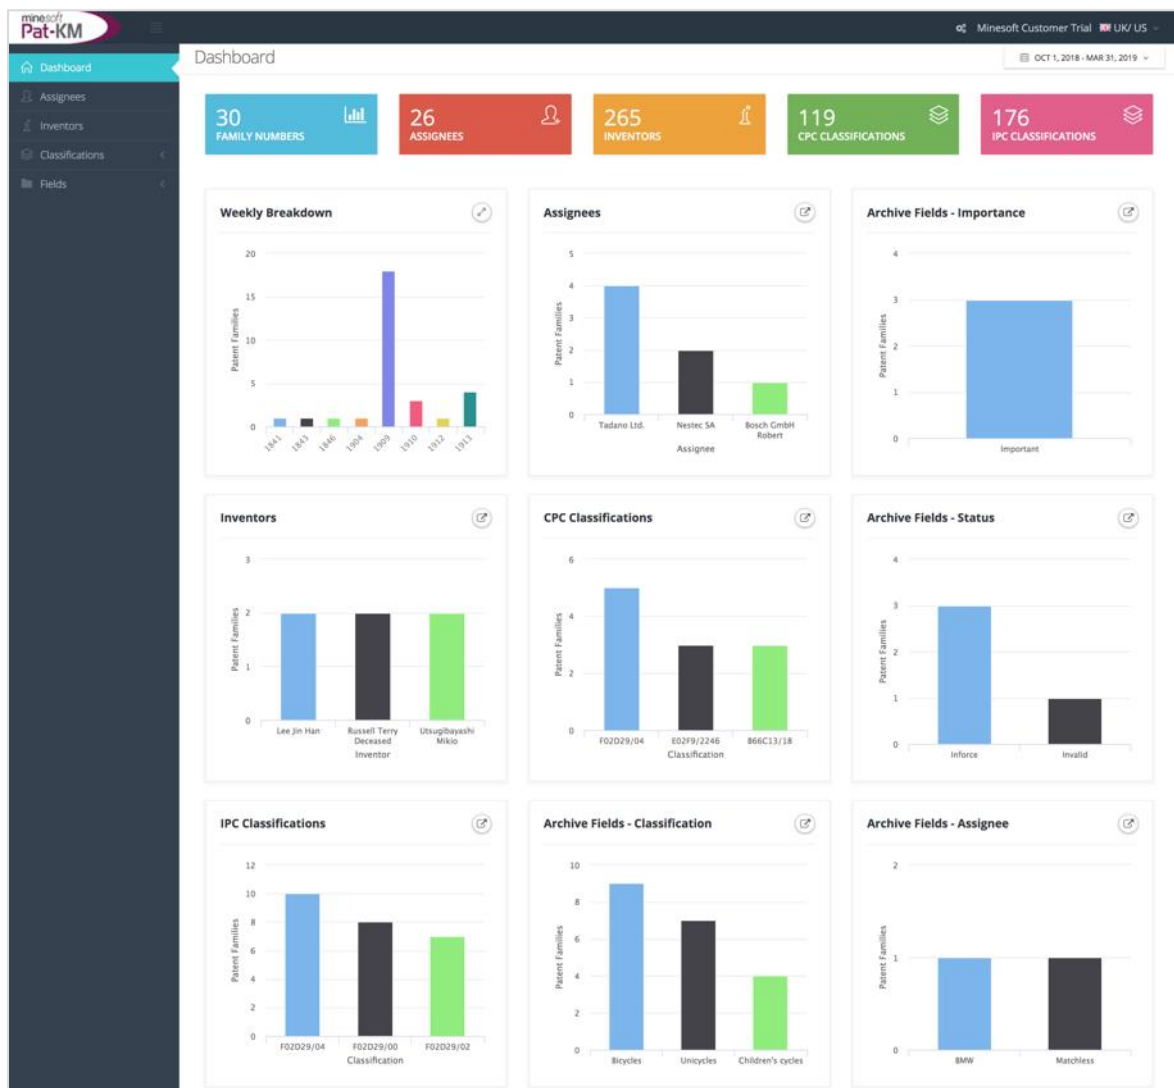 minesoft
Pat-KM
Minesoft Customer Trial UK/ US
Dashboard
Assignees
Inventors
Classifications
Fields
Dashboard
OCT 1, 2018 - MAR 31, 2019
30
FAMILY NUMBERS
26
ASSIGNEES
265
INVENTORS
119
CPC CLASSIFICATIONS
176
IPC CLASSIFICATIONS
Weekly Breakdown
Patent Families
20
15
10
5
0
1841 1843 1846 1904 1909 1910 1912 1913
Assignees
Patent Families
5
4
3
2
1
0
Tadano Ltd. Nestec SA Bosch GmbH
Robert
Assignee
Archive Fields - Importance
Patent Families
4
3
2
1
0
Important
Inventors
Patent Families
3
2
1
0
Lee Jin Han Russell Terry Utsugibayashi
Deceased Mikio
Inventor
CPC Classifications
Patent Families
6
4
2
0
F02D29/04 E02F9/2246 B66C13/18
Classification
Archive Fields - Status
Patent Families
4
3
2
1
0
Inforce Invalid
IPC Classifications
Patent Families
12
10
8
6
4
2
0
F02D29/04 F02D29/00 F02D29/02
Classification
Archive Fields - Classification
Patent Families
10
8
6
4
2
0
Bicycles Unicycles Children's cycles
Archive Fields - Assignee
Patent Families
2
1
0
BMW Matchless